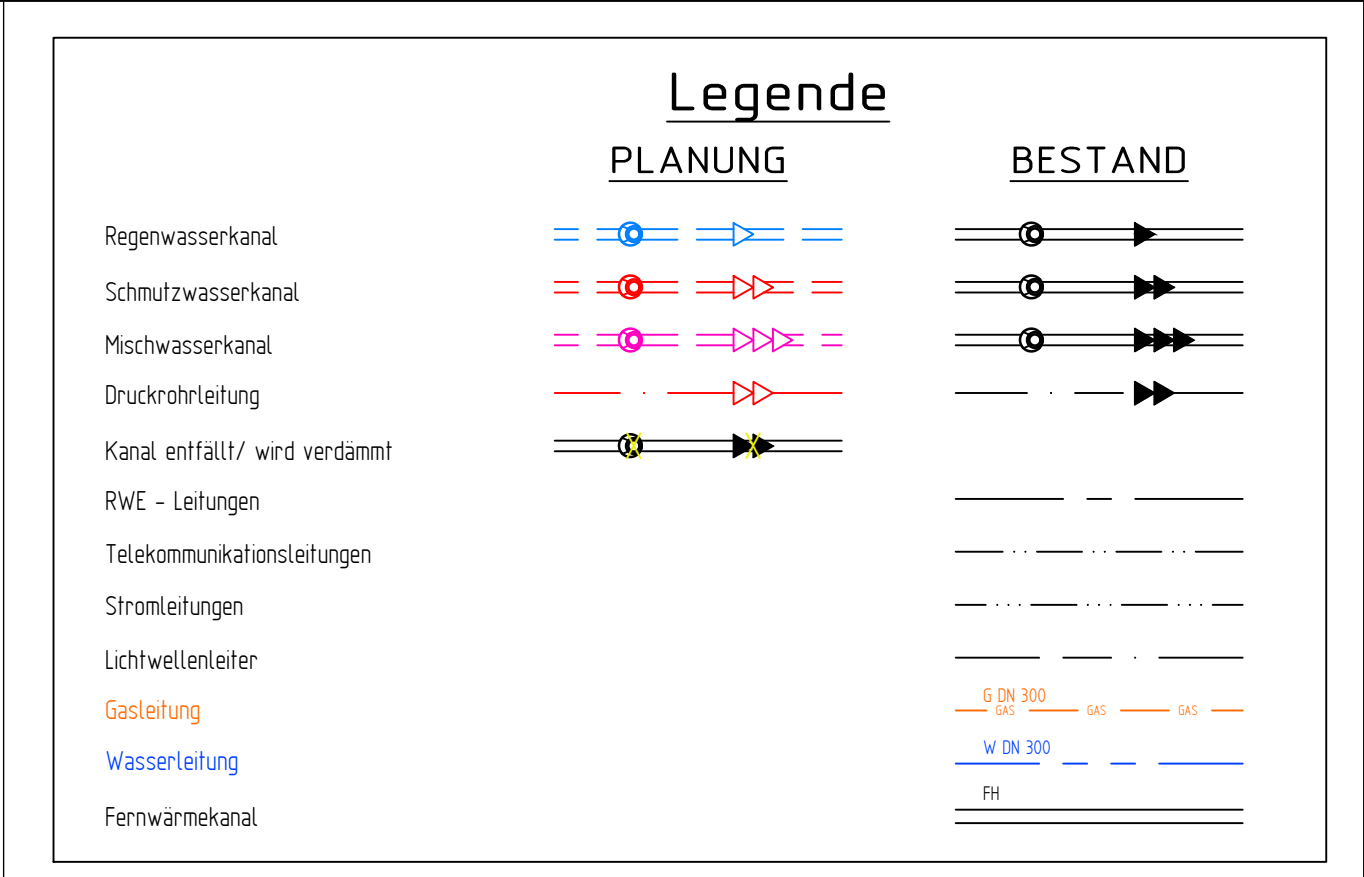 Legende
PLANUNG BESTAND
Regenwasserkanal
Schmutzwasserkanal
Mischwasserkanal
Druckrohrleitung
Kanal entfällt/ wird verdämmt
RWE - Leitungen
Telekommunikationsleitungen
Stromleitungen
Lichtwellenleiter
G DN 300
Gasleitung GAS GAS GAS
W DN 300
Wasserleitung
FH
Fernwärmekanal